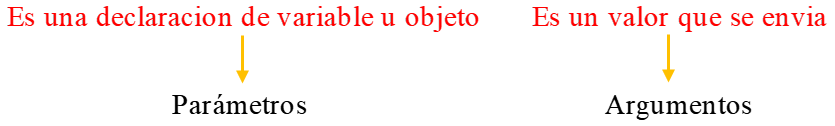 Es una declaracion de variable u objeto
Es un valor que se envia
Parámetros
Argumentos